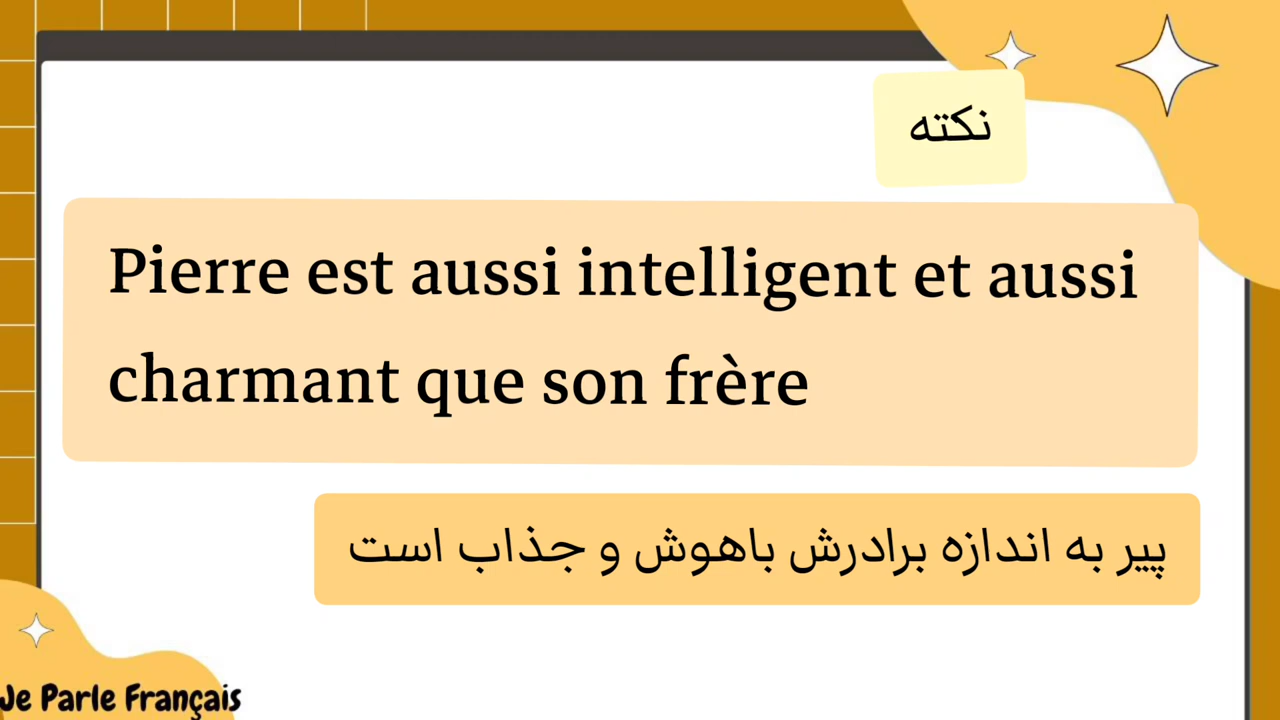 نکته
Pierre est aussi intelligent et aussi
charmant que son frère
پیر به اندازه برادرش باهوش و جذاب است
Je Parle Français